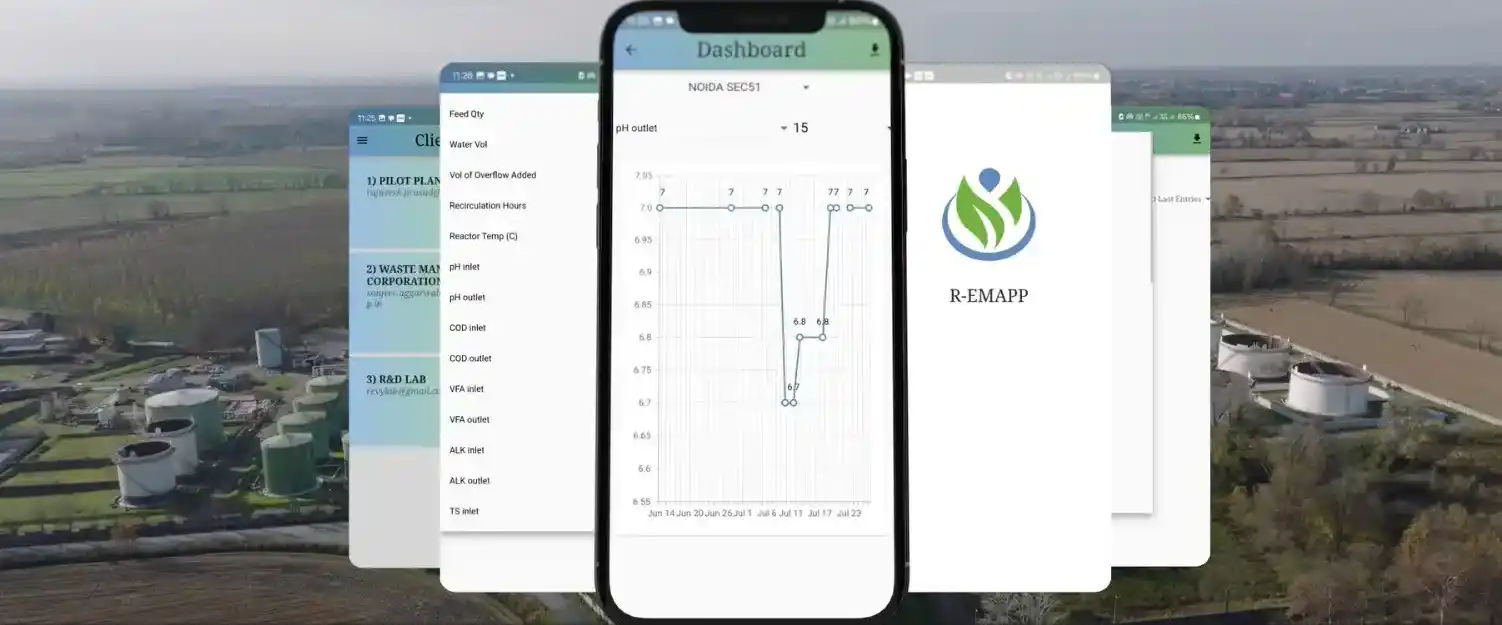 11:25
Clie
1) PILOT PLAN
2) WASTE MAN
CORPORATION
p.in
3) R&D LAB
11:26
Feed Qty
Water Vol
Vol of Overflow Added
Recirculation Hours
Reactor Temp (C)
pH inlet
pH outlet
COD inlet
COD outlet
VFA inlet
VFA outlet
ALK inlet
ALK outlet
TS inlet
Dashboard
NOIDA SEC51
pH outlet 15
7.05
7 7 7 7 7 7 7 7
7.0
6.95
6.9
6.85
6.8 6.8
6.8
6.75
6.7
6.7
6.65
6.6
6.55
Jun 14 Jun 20 Jun 26 Jul 1 Jul 6 Jul 11 Jul 17 Jul 23
R-EMAPP
86%
Last Entries